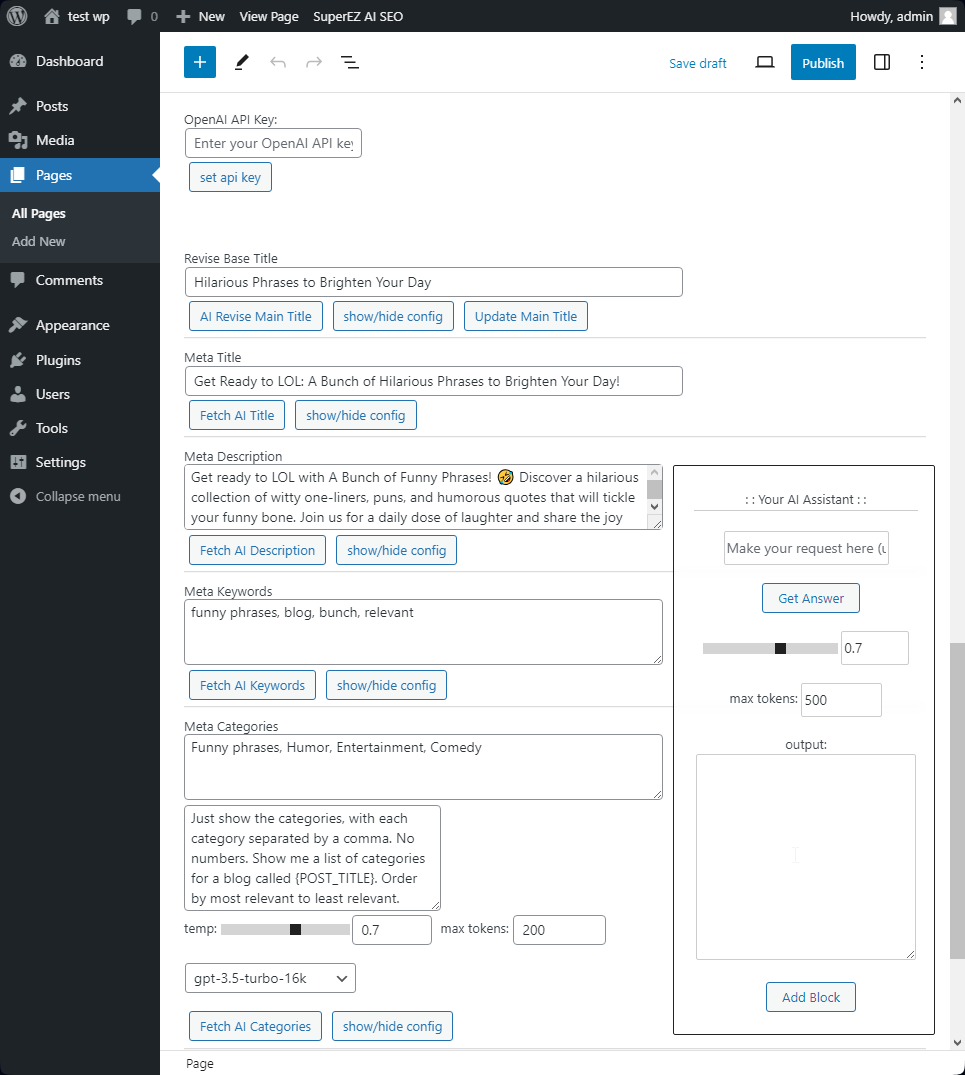 test wp
0
New
View Page
SuperEZ AI SEO
Howdy, admin
Dashboard
Posts
Media
Pages
All Pages
Add New
Comments
Appearance
Plugins
Users
Tools
Settings
Collapse menu
Save draft
Publish
OpenAI API Key:
Enter your OpenAI API key
set api key
Revise Base Title
Hilarious Phrases to Brighten Your Day
AI Revise Main Title
show/hide config
Update Main Title
Meta Title
Get Ready to LOL: A Bunch of Hilarious Phrases to Brighten Your Day!
Fetch AI Title
show/hide config
Meta Description
Get ready to LOL with A Bunch of Funny Phrases! 🤣 Discover a hilarious
collection of witty one-liners, puns, and humorous quotes that will tickle
your funny bone. Join us for a daily dose of laughter and share the joy
Fetch AI Description
show/hide config
Meta Keywords
funny phrases, blog, bunch, relevant
Fetch AI Keywords
show/hide config
Meta Categories
Funny phrases, Humor, Entertainment, Comedy
Just show the categories, with each
category separated by a comma. No
numbers. Show me a list of categories
for a blog called {POST_TITLE}. Order
by most relevant to least relevant.
temp:
0.7
max tokens:
200
gpt-3.5-turbo-16k
Fetch AI Categories
show/hide config
: : Your AI Assistant : :
Make your request here (u
Get Answer
0.7
max tokens:
500
output:
Add Block
Page